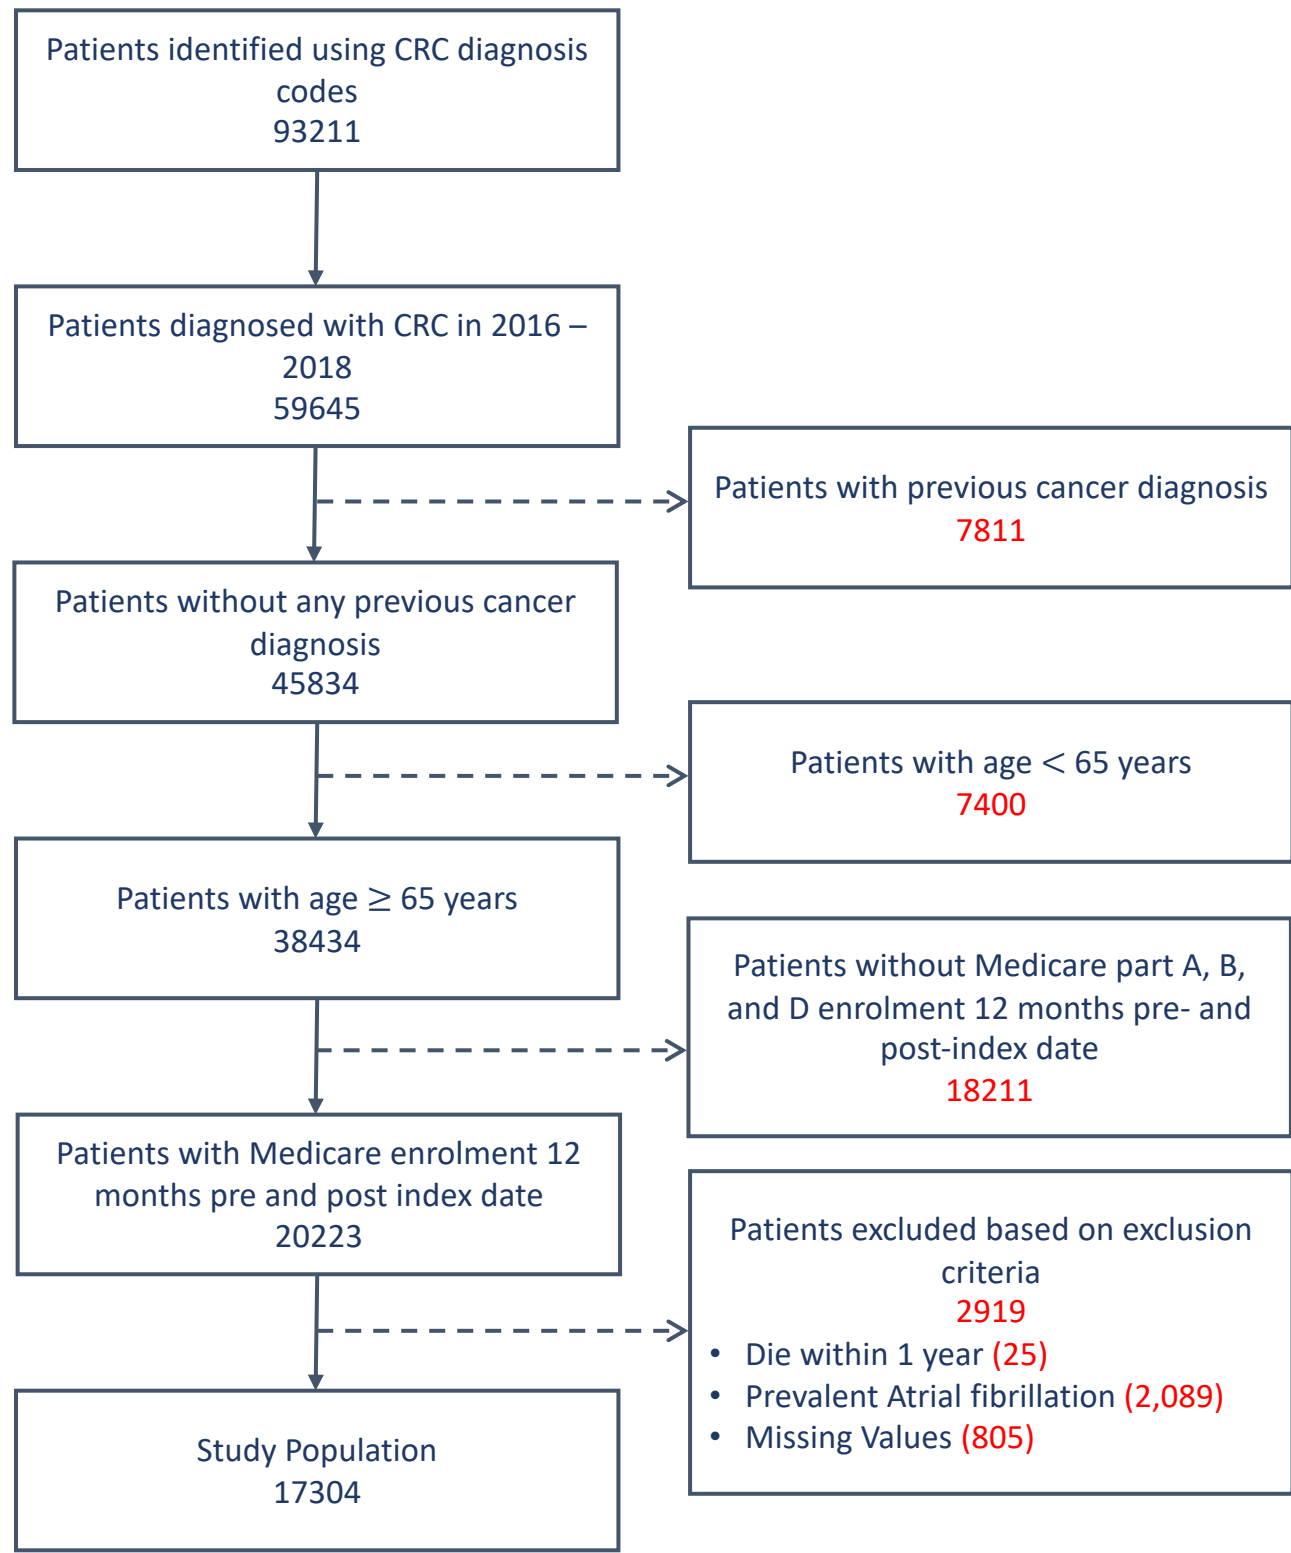 Patients identified using CRC diagnosis
codes
93211
Patients diagnosed with CRC in 2016 –
2018
59645
Patients with previous cancer diagnosis
7811
Patients without any previous cancer
diagnosis
45834
Patients with age < 65 years
7400
Patients with age ≥ 65 years
38434
Patients without Medicare part A, B,
and D enrolment 12 months pre- and
post-index date
18211
Patients with Medicare enrolment 12
months pre and post index date
20223
Patients excluded based on exclusion
criteria
2919
• Die within 1 year (25)
• Prevalent Atrial fibrillation (2,089)
• Missing Values (805)
Study Population
17304